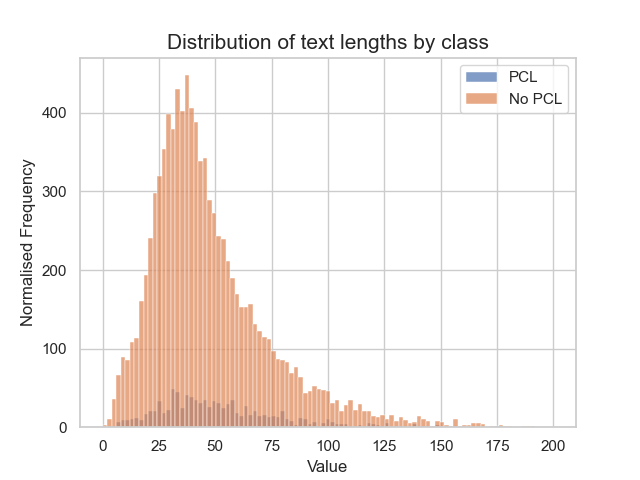 Distribution of text lengths by class
PCL
No PCL
400
300
200
100
0
Normalised Frequency
0 25 50 75 100 125 150 175 200
Value